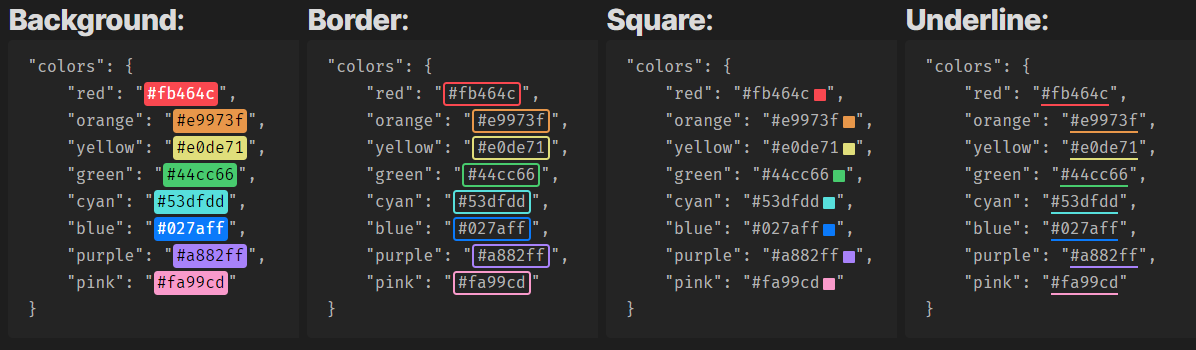 Background:
"colors": {
"red": "#fb464c",
"orange": "#e9973f",
"yellow": "#e0de71",
"green": "#44cc66",
"cyan": "#53dfdd",
"blue": "#027aff",
"purple": "#a882ff",
"pink": "#fa99cd"
}
Border:
"colors": {
"red": "#fb464c",
"orange": "#e9973f",
"yellow": "#e0de71",
"green": "#44cc66",
"cyan": "#53dfdd",
"blue": "#027aff",
"purple": "#a882ff",
"pink": "#fa99cd"
}
Square:
"colors": {
"red": "#fb464c",
"orange": "#e9973f",
"yellow": "#e0de71",
"green": "#44cc66",
"cyan": "#53dfdd",
"blue": "#027aff",
"purple": "#a882ff",
"pink": "#fa99cd"
}
Underline:
"colors": {
"red": "#fb464c",
"orange": "#e9973f",
"yellow": "#e0de71",
"green": "#44cc66",
"cyan": "#53dfdd",
"blue": "#027aff",
"purple": "#a882ff",
"pink": "#fa99cd"
}